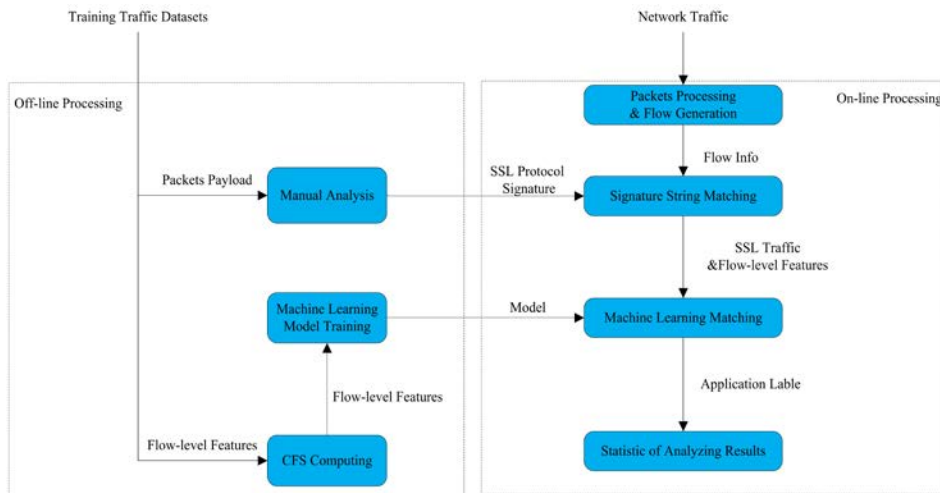 Training Traffic Datasets
Network Traffic
Off-line Processing
On-line Processing
Packets Processing
& Flow Generation
Flow Info
Packets Payload
Manual Analysis
SSL Protocol
Signature
Signature String Matching
SSL Traffic
&Flow-level Features
Machine Learning
Model Training
Model
Machine Learning Matching
Flow-level Features
Application Lable
Flow-level Features
CFS Computing
Statistic of Analyzing Results